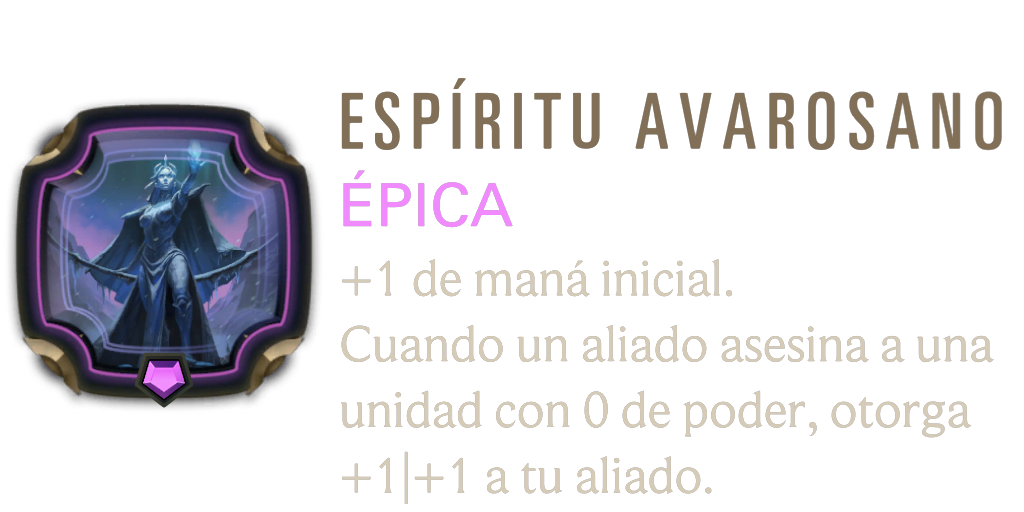 ESPÍRITU AVAROSANO
ÉPICA
+1 de maná inicial.
Cuando un aliado asesina a una
unidad con 0 de poder, otorga
+1|+1 a tu aliado.